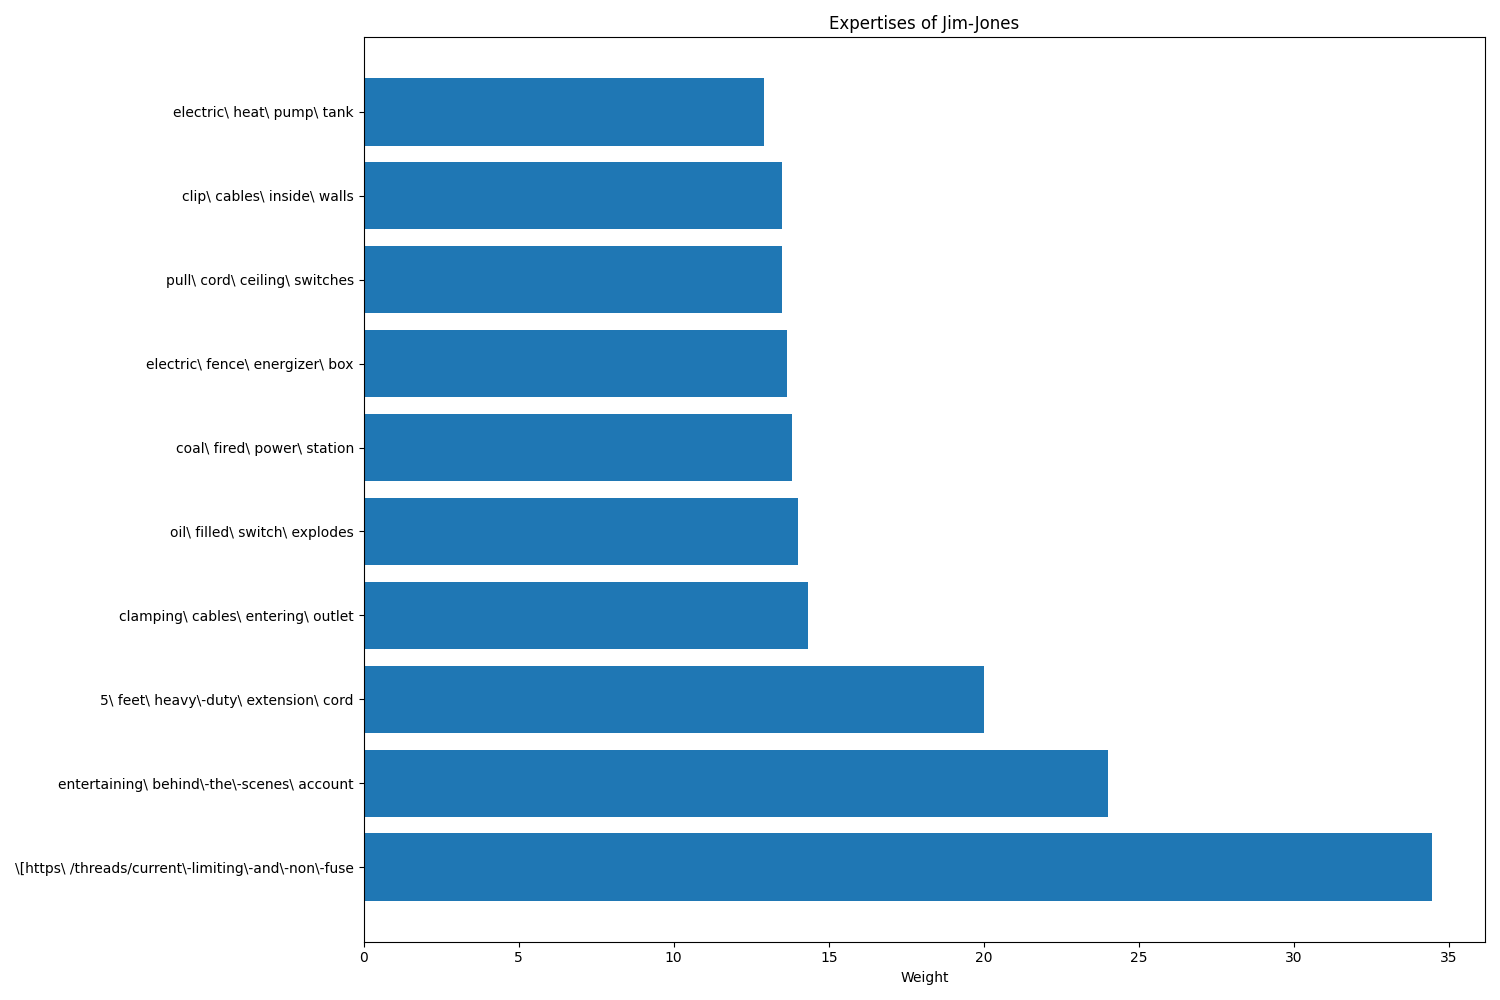 Expertises of Jim-Jones
electric\ heat\ pump\ tank
clip\ cables\ inside\ walls
pull\ cord\ ceiling\ switches
electric\ fence\ energizer\ box
coal\ fired\ power\ station
oil\ filled\ switch\ explodes
clamping\ cables\ entering\ outlet
5\ feet\ heavy\-duty\ extension\ cord
entertaining\ behind\-the\-scenes\ account
\[https\ /threads/current\-limiting\-and\-non\-fuse
0 5 10 15 20 25 30 35
Weight